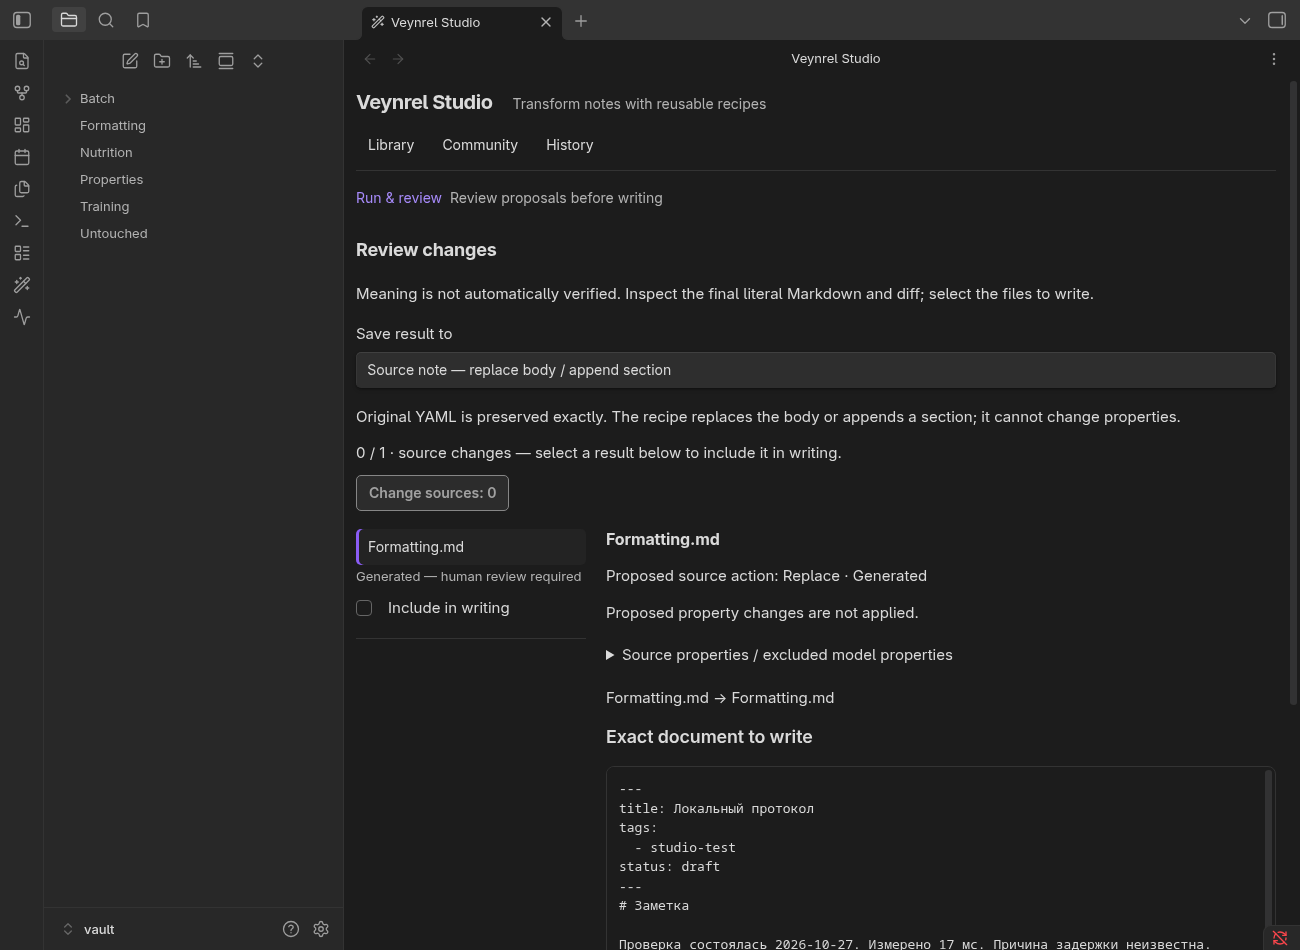 Veynrel Studio
Veynrel Studio
Batch
Formatting
Nutrition
Properties
Training
Untouched
vault
Veynrel Studio Transform notes with reusable recipes
Library Community History
Run & review Review proposals before writing
Review changes
Meaning is not automatically verified. Inspect the final literal Markdown and diff; select the files to write.
Save result to
Source note — replace body / append section
Original YAML is preserved exactly. The recipe replaces the body or appends a section; it cannot change properties.
0 / 1 · source changes — select a result below to include it in writing.
Change sources: 0
Formatting.md
Generated — human review required
Include in writing
Formatting.md
Proposed source action: Replace · Generated
Proposed property changes are not applied.
Source properties / excluded model properties
Formatting.md → Formatting.md
Exact document to write
---
title: Локальный протокол
tags:
  - studio-test
status: draft
---
# Заметка
Проверка состоялась 2026-10-27. Измерено 17 мс. Причина задержки неизвестна.